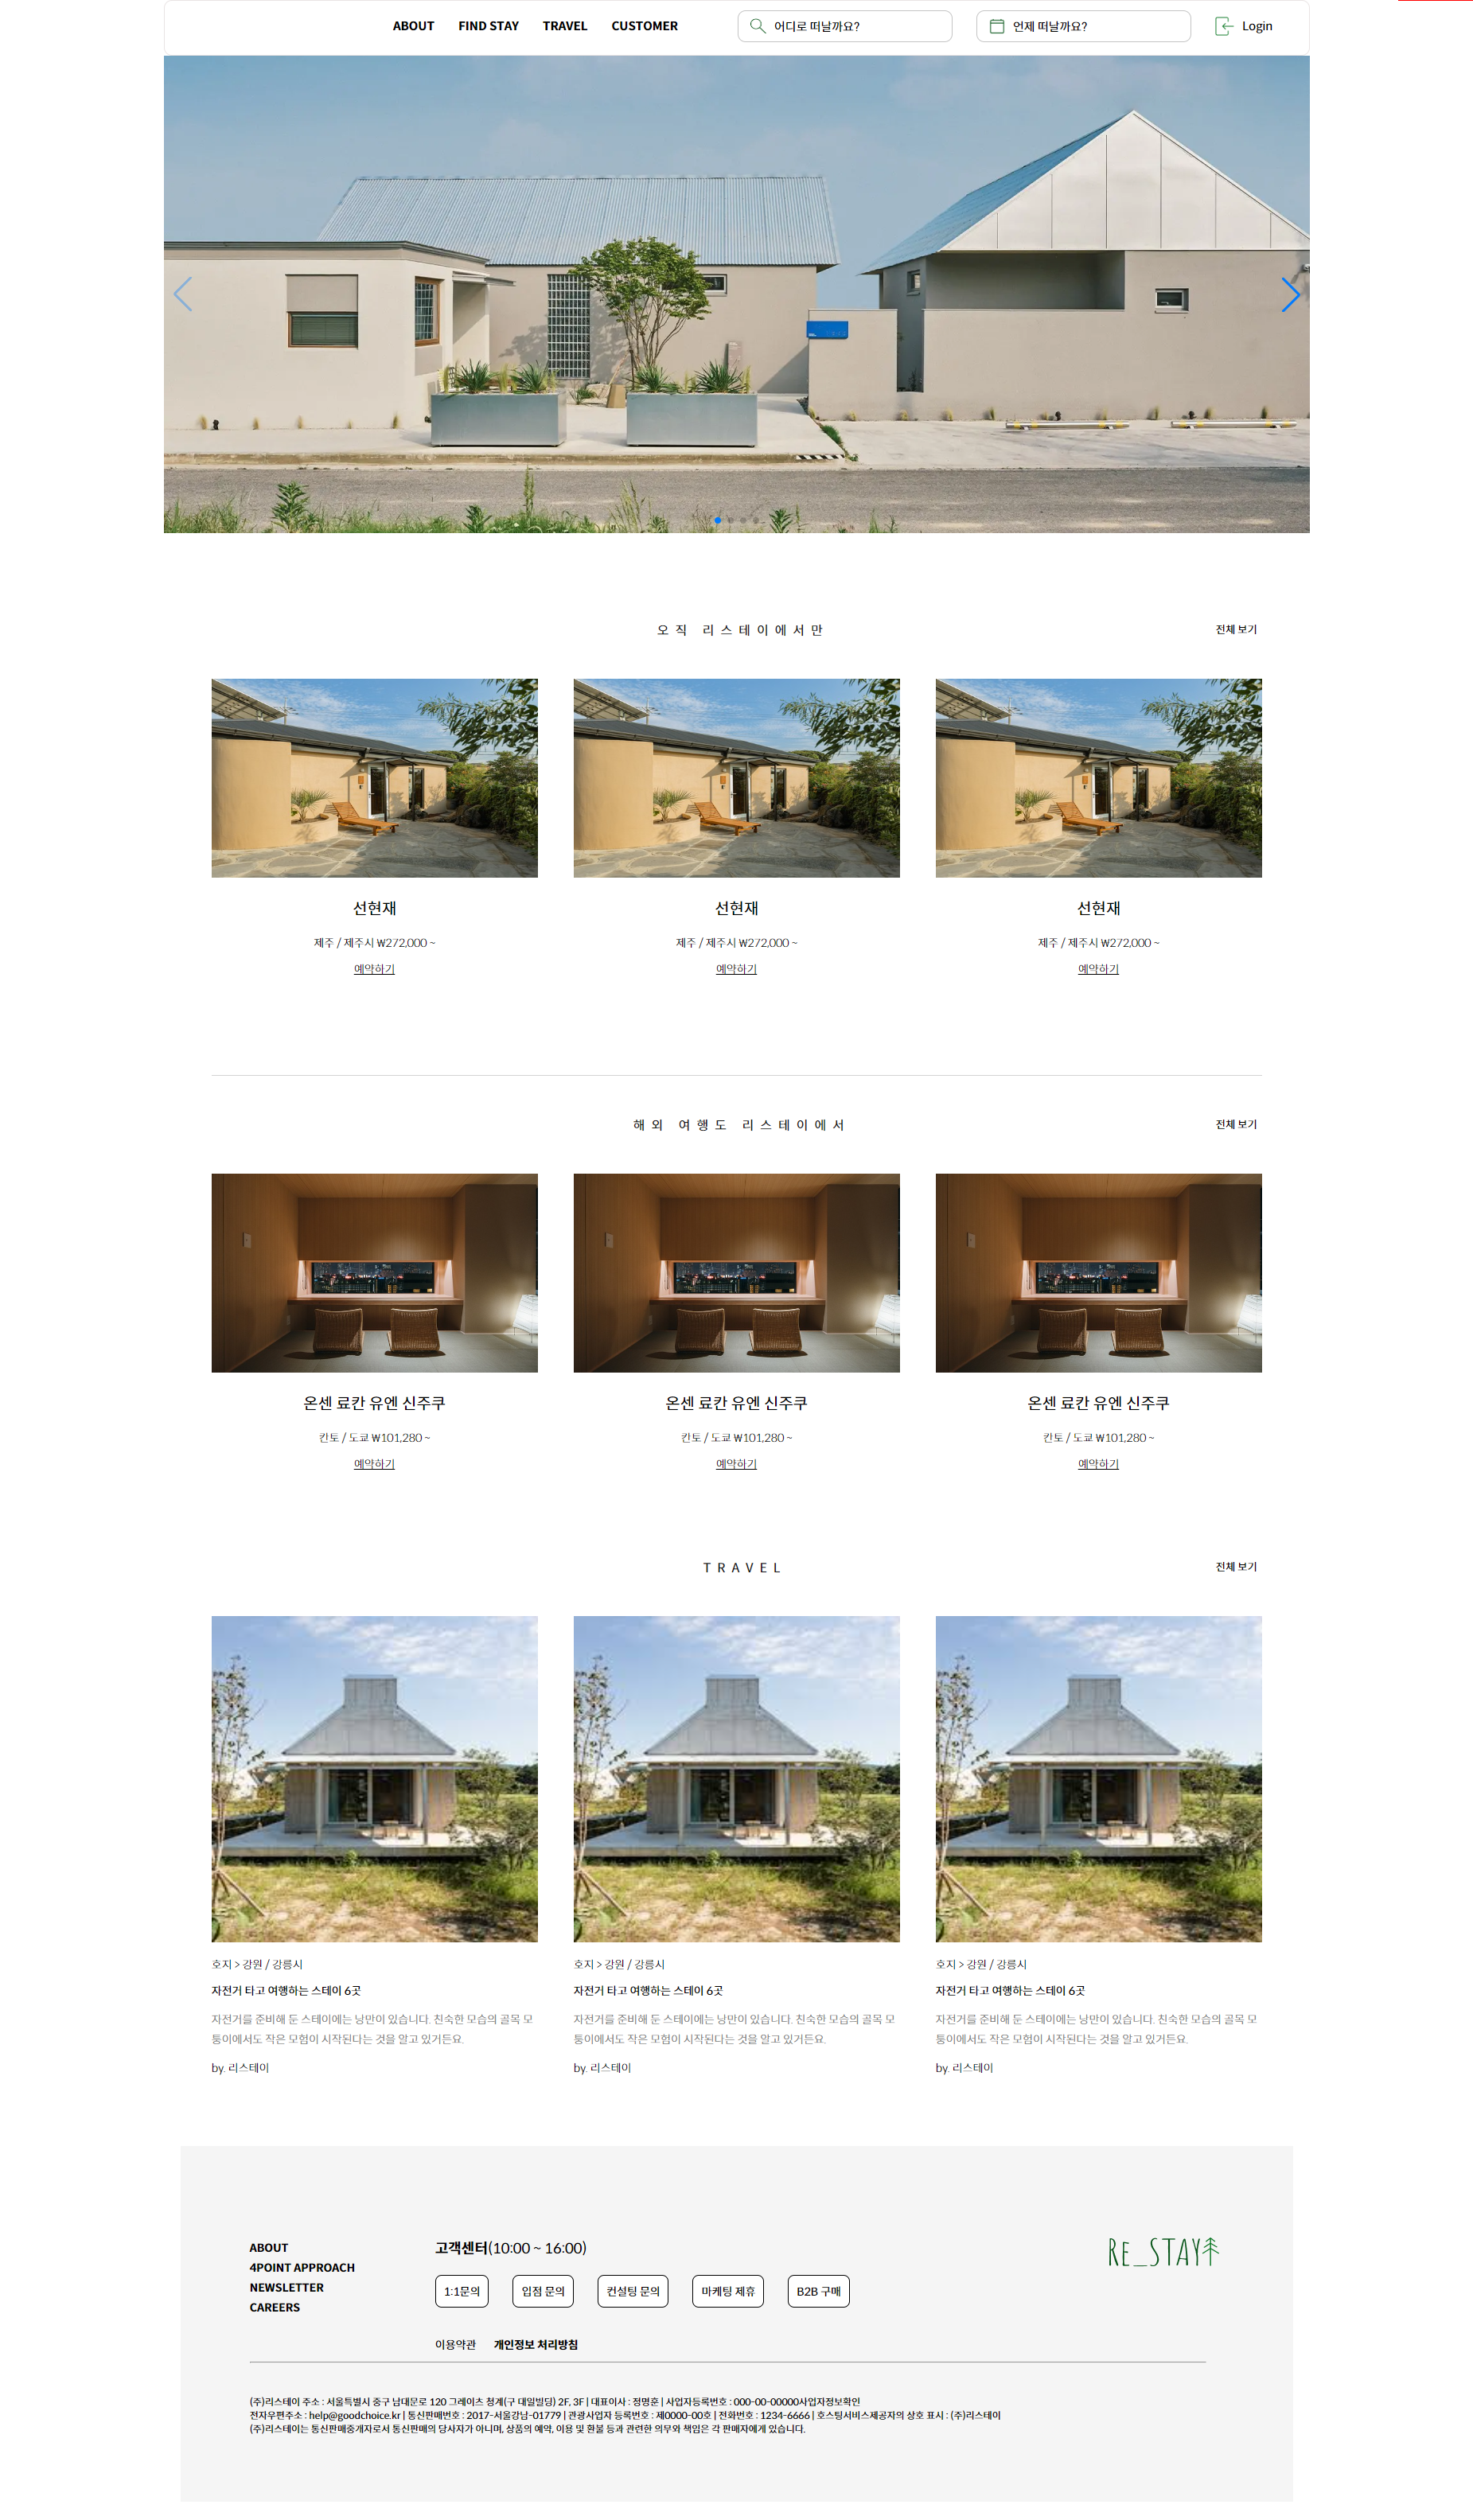 ABOUT FIND STAY TRAVEL CUSTOMER 어디로 떠날까요? 언제 떠날까요? Login
오직 리스테이에서만 전체 보기
선현재 선현재 선현재
제주 / 제주시 ₩272,000 ~ 제주 / 제주시 ₩272,000 ~ 제주 / 제주시 ₩272,000 ~
예약하기 예약하기 예약하기
해외 여행도 리스테이에서 전체 보기
온센 료칸 유엔 신주쿠 온센 료칸 유엔 신주쿠 온센 료칸 유엔 신주쿠
칸토 / 도쿄 ₩101,280 ~ 칸토 / 도쿄 ₩101,280 ~ 칸토 / 도쿄 ₩101,280 ~
예약하기 예약하기 예약하기
TRAVEL 전체 보기
호지 > 강원 / 강릉시 호지 > 강원 / 강릉시 호지 > 강원 / 강릉시
자전거 타고 여행하는 스테이 6곳 자전거 타고 여행하는 스테이 6곳 자전거 타고 여행하는 스테이 6곳
자전거를 준비해 둔 스테이에는 낭만이 있습니다. 친숙한 모습의 골목 모 자전거를 준비해 둔 스테이에는 낭만이 있습니다. 친숙한 모습의 골목 모 자전거를 준비해 둔 스테이에는 낭만이 있습니다. 친숙한 모습의 골목 모
퉁이에서도 작은 모험이 시작된다는 것을 알고 있거든요. 퉁이에서도 작은 모험이 시작된다는 것을 알고 있거든요. 퉁이에서도 작은 모험이 시작된다는 것을 알고 있거든요.
by. 리스테이 by. 리스테이 by. 리스테이
ABOUT
4POINT APPROACH
NEWSLETTER
CAREERS
고객센터(10:00 ~ 16:00)
1:1문의 입점 문의 컨설팅 문의 마케팅 제휴 B2B 구매
이용약관 개인정보 처리방침
RE_STAY
(주)리스테이 주소 : 서울특별시 중구 남대문로 120 그레이츠 청계(구 대일빌딩) 2F, 3F | 대표이사 : 정명훈 | 사업자등록번호 : 000-00-00000사업자정보확인
전자우편주소 : help@goodchoice.kr | 통신판매번호 : 2017-서울강남-01779 | 관광사업자 등록번호 : 제0000-00호 | 전화번호 : 1234-6666 | 호스팅서비스제공자의 상호 표시 : (주)리스테이
(주)리스테이는 통신판매중개자로서 통신판매의 당사자가 아니며, 상품의 예약, 이용 및 환불 등과 관련한 의무와 책임은 각 판매자에게 있습니다.